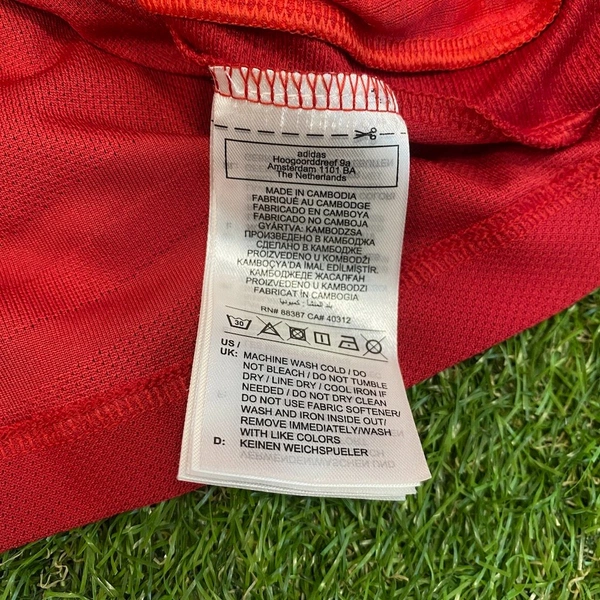 adidas
Hoogoorddreef 9a
Amsterdam 1101 BA
The Netherlands
MADE IN CAMBODIA
FABRIQUÉ AU CAMBODGE
FABRICADO EN CAMBOYA
FABRICADO NO CAMBOJA
GYÁRTVA: KAMBODZSA
ПРОИЗВЕДЕНО В КАМБОДЖА
СДЕЛАНО В КАМБОДЖЕ
PROIZVEDENO U KOMBODŽI
KAMBOÇYA'DA İMAL EDİLMİŞTİR.
КАМБОДЖЕДЕ ЖАСАЛҒАН
PROIZVEDENO U KAMBODZI
FABRICAT IN CAMBOGIA
بلد المنشأ: كمبوديا
RN# 88387 CA# 40312
30
US /
UK: MACHINE WASH COLD / DO
NOT BLEACH / DO NOT TUMBLE
DRY / LINE DRY / COOL IRON IF
NEEDED / DO NOT DRY CLEAN
DO NOT USE FABRIC SOFTENER/
WASH AND IRON INSIDE OUT/
REMOVE IMMEDIATELY/WASH
WITH LIKE COLORS
D: KEINEN WEICHSPUELER